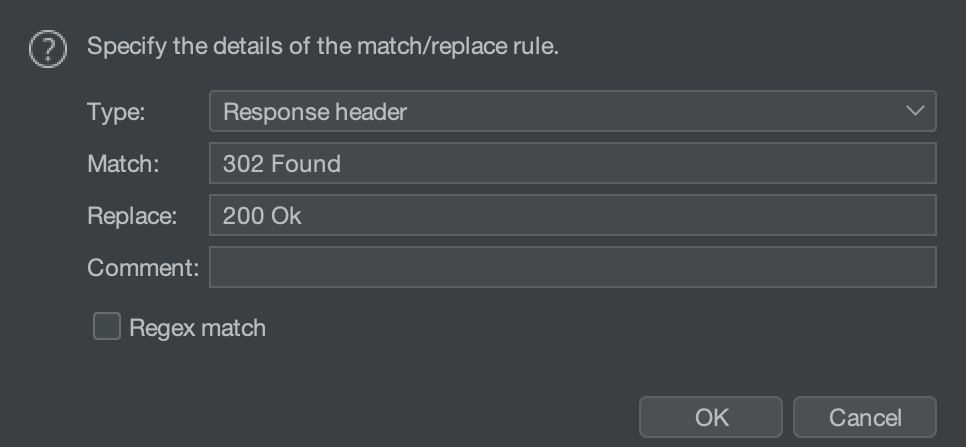 Specify the details of the match/replace rule.
Type: Response header
Match: 302 Found
Replace: 200 Ok
Comment:
Regex match
OK Cancel